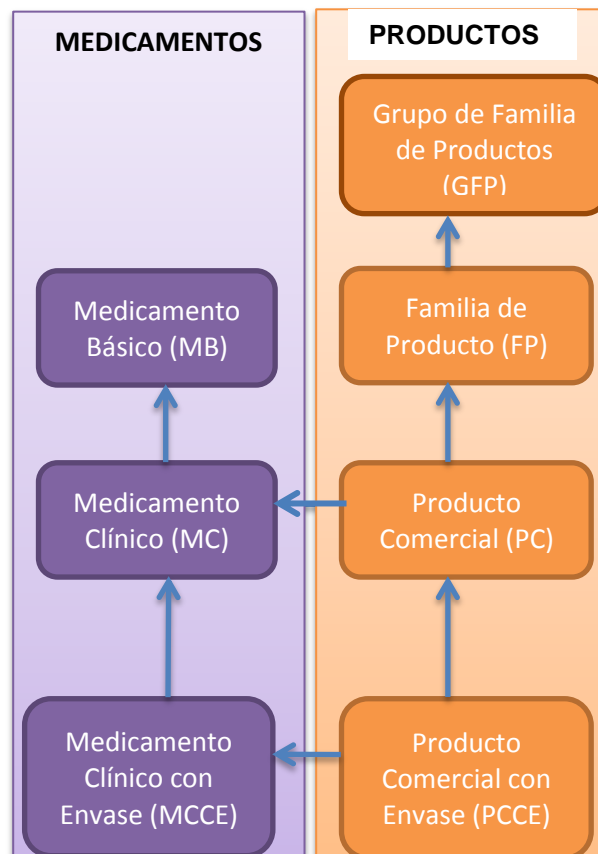 MEDICAMENTOS
PRODUCTOS
Grupo de Familia
de Productos
(GFP)
Medicamento
Básico (MB)
Familia de
Producto (FP)
Medicamento
Clínico (MC)
Producto
Comercial (PC)
Medicamento
Clínico con
Envase (MCCE)
Producto
Comercial con
Envase (PCCE)